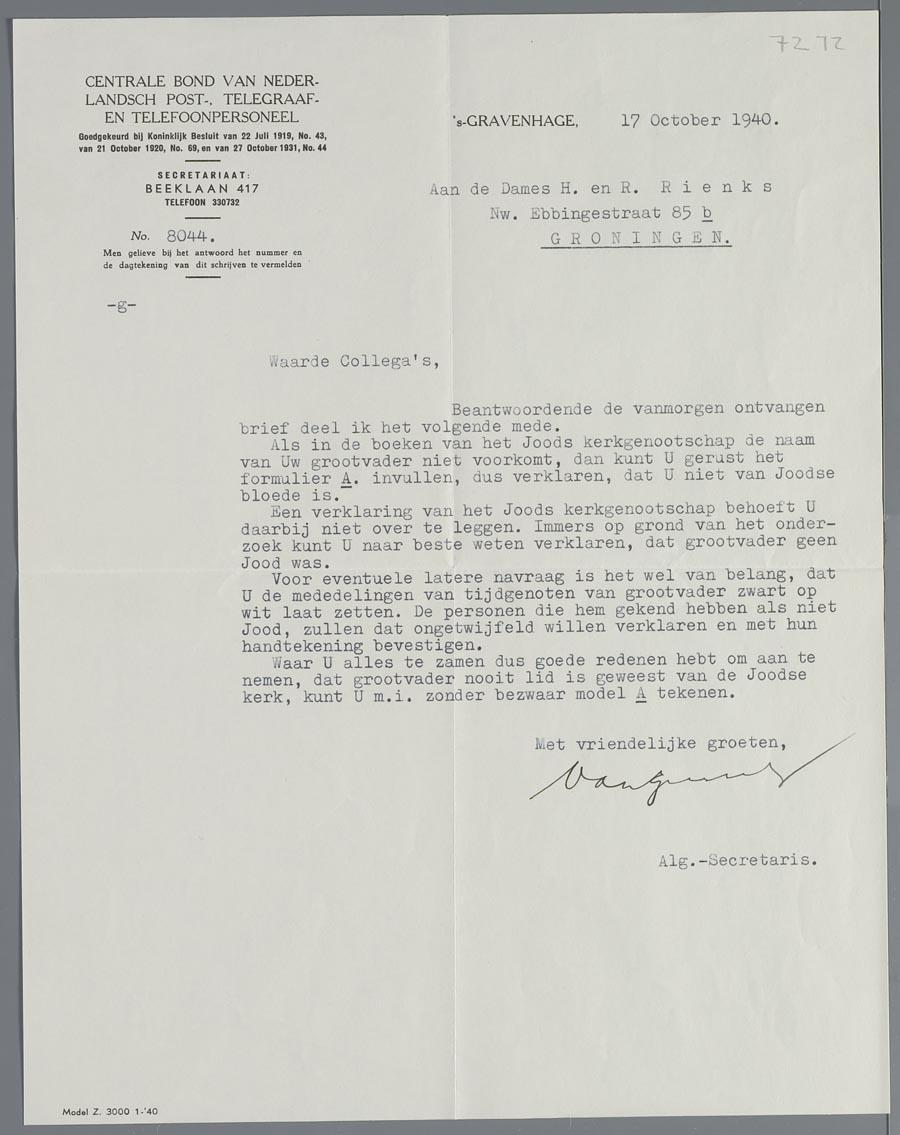 7272
CENTRALE BOND VAN NEDER-
LANDSCH POST-, TELEGRAAF-
EN TELEFOONPERSONEEL
Goedgekeurd bij Koninklijk Besluit van 22 Juli 1919, No. 43,
van 21 October 1920, No. 69, en van 27 October 1931, No. 44
SECRETARIAAT:
BEEKLAAN 417
TELEFOON 330732
No. 8044.
Men gelieve bij het antwoord het nummer en
de dagtekening van dit schrijven te vermelden
-g-
's-GRAVENHAGE, 17 October 1940.
Aan de Dames H. en R. R i e n k s
Nw. Ebbingestraat 85 b
G R O N I N G E N.
Waarde Collega's,
Beantwoordende de vanmorgen ontvangen
brief deel ik het volgende mede.
Als in de boeken van het Joods kerkgenootschap de naam
van Uw grootvader niet voorkomt, dan kunt U gerust het
formulier A. invullen, dus verklaren, dat U niet van Joodse
bloede is.
Een verklaring van het Joods kerkgenootschap behoeft U
daarbij niet over te leggen. Immers op grond van het onder-
zoek kunt U naar beste weten verklaren, dat grootvader geen
Jood was.
Voor eventuele latere navraag is het wel van belang, dat
U de mededelingen van tijdgenoten van grootvader zwart op
wit laat zetten. De personen die hem gekend hebben als niet
Jood, zullen dat ongetwijfeld willen verklaren en met hun
handtekening bevestigen.
Waar U alles te zamen dus goede redenen hebt om aan te
nemen, dat grootvader nooit lid is geweest van de Joodse
kerk, kunt U m.i. zonder bezwaar model A tekenen.
Met vriendelijke groeten,
Alg.-Secretaris.
Model Z. 3000 1-'40